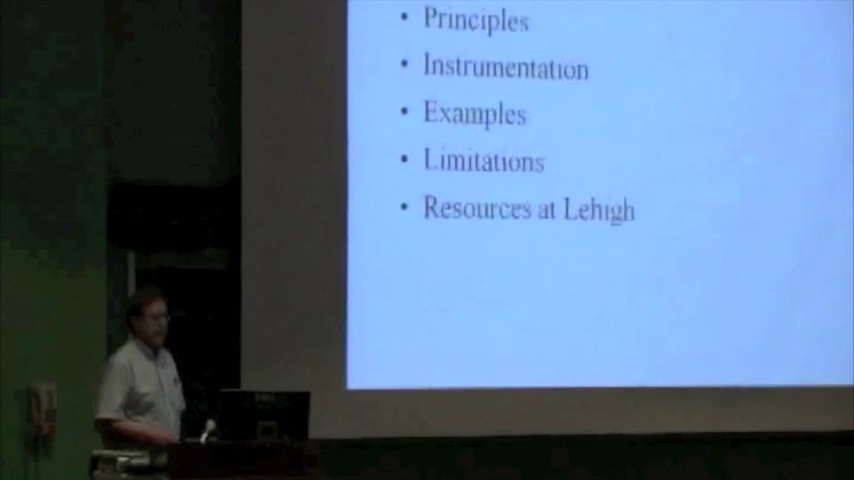 • Principles
• Instrumentation
• Examples
• Limitations
• Resources at Lehigh